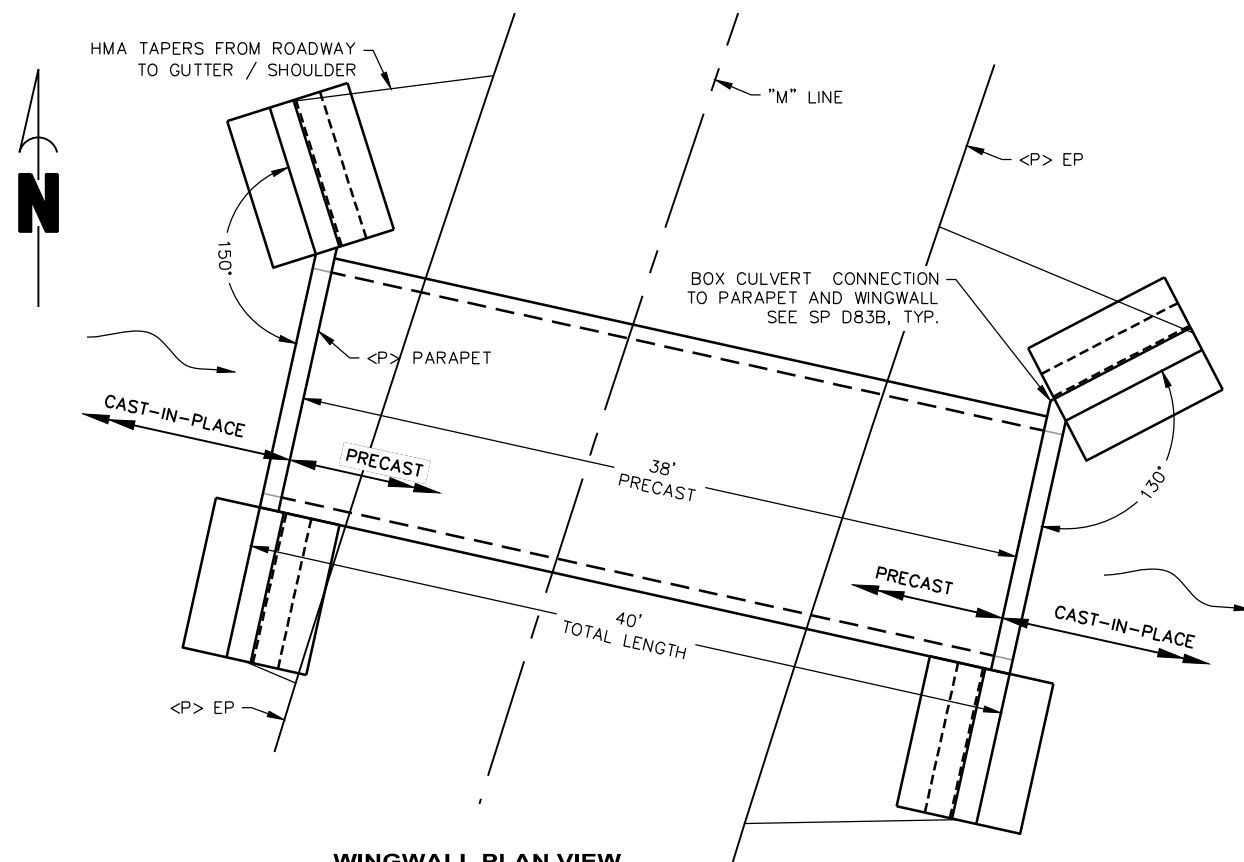 HMA TAPERS FROM ROADWAY
TO GUTTER / SHOULDER
"M" LINE
<P> EP
N
150°
BOX CULVERT CONNECTION
TO PARAPET AND WINGWALL
SEE SP D83B, TYP.
<P> PARAPET
CAST-IN-PLACE
PRECAST
38'
PRECAST
130°
PRECAST
CAST-IN-PLACE
40'
TOTAL LENGTH
<P> EP
WINGWALL PLAN VIEW